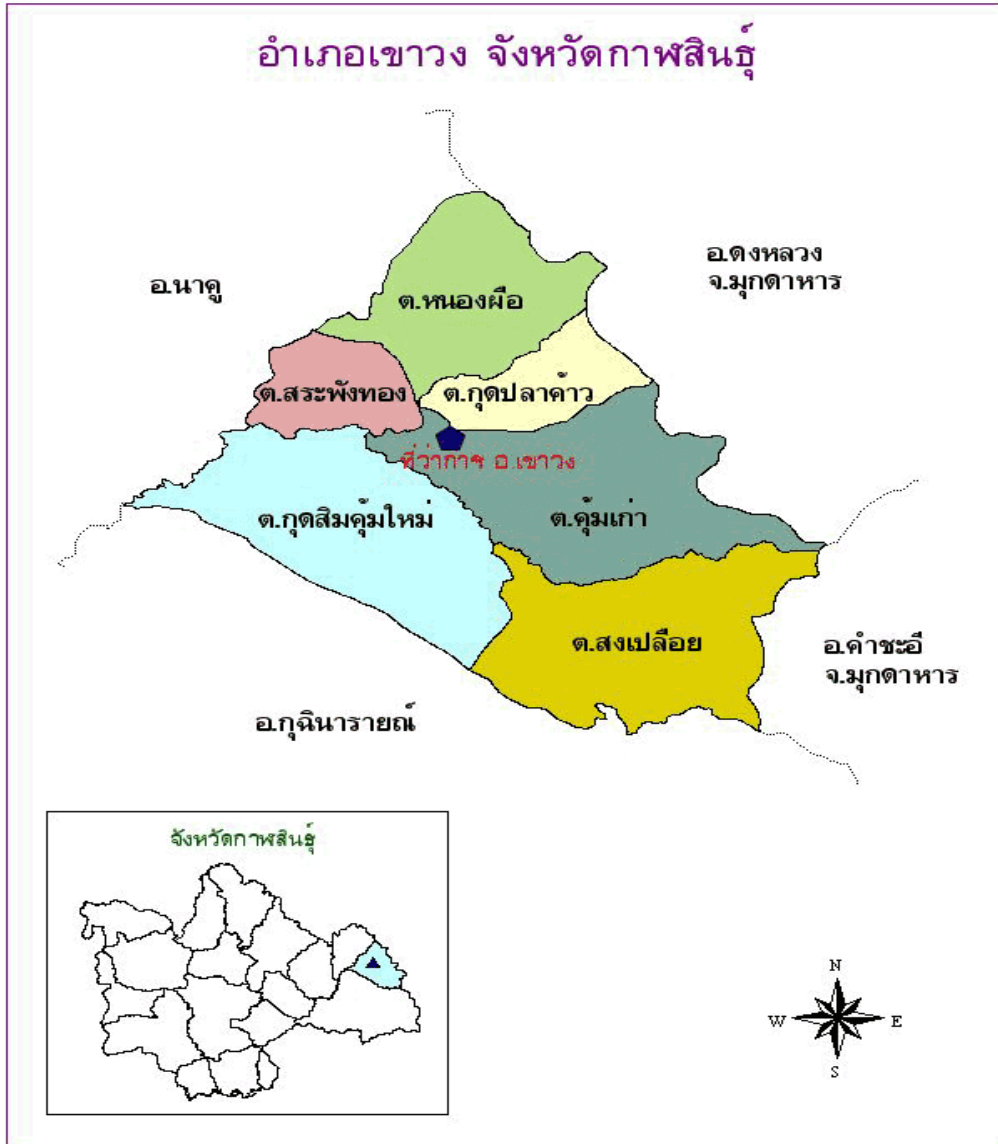 อำเภอเขาวง จังหวัดกาฬสินธุ์
อ.ดงหลวง
จ.มุกดาหาร
อ.นาคู
ต.หนองผือ
ต.สระพังทอง
ต.กุดปลาค้าว
ที่ว่าการ อ.เขาวง
ต.กุดสิมคุ้มใหม่
ต.คุ้มเก่า
ต.สงเปลือย
อ.คำชะอี
จ.มุกดาหาร
อ.กุฉินารายณ์
จังหวัดกาฬสินธุ์
N
W E
S